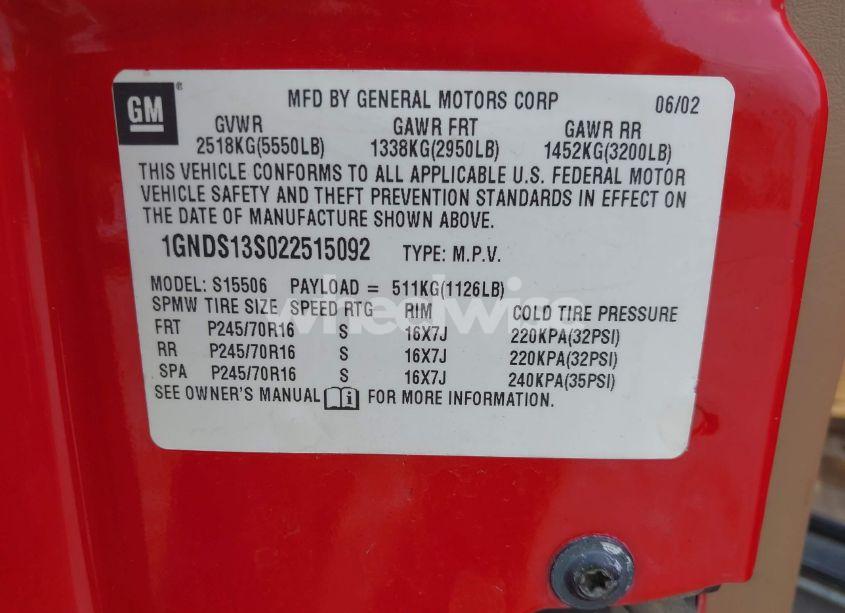 GM ® MFD BY GENERAL MOTORS CORP 06/02
GVWR GAWR FRT GAWR RR
2518KG(5550LB) 1338KG(2950LB) 1452KG(3200LB)
THIS VEHICLE CONFORMS TO ALL APPLICABLE U.S. FEDERAL MOTOR
VEHICLE SAFETY AND THEFT PREVENTION STANDARDS IN EFFECT ON
THE DATE OF MANUFACTURE SHOWN ABOVE.
1GNDS13S022515092 TYPE: M.P.V.
MODEL: S15506 PAYLOAD = 511KG(1126LB)
SPMW TIRE SIZE SPEED RTG RIM COLD TIRE PRESSURE
FRT P245/70R16 S 16X7J 220KPA(32PSI)
RR P245/70R16 S 16X7J 220KPA(32PSI)
SPA P245/70R16 S 16X7J 240KPA(35PSI)
SEE OWNER'S MANUAL FOR MORE INFORMATION.
wheelwise